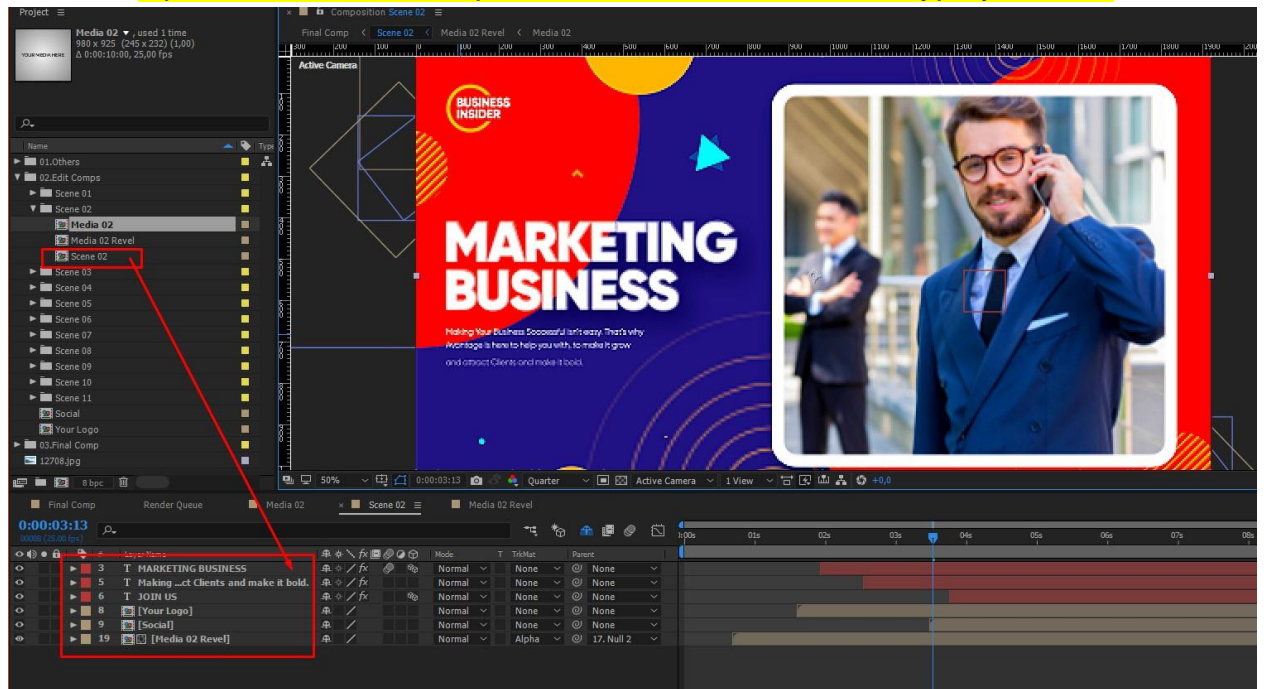 Project
Composition Scene 02
Media 02 , used 1 time
980 x 925 (245 x 232) (1,00)
Δ 0:00:10:00, 25,00 fps
YOUR MEDIA HERE
Final Comp
Scene 02
Media 02 Revel
Media 02
Active Camera
Name
Type
01.Others
02.Edit Comps
Scene 01
Scene 02
Media 02
Media 02 Revel
Scene 02
Scene 03
Scene 04
Scene 05
Scene 06
Scene 07
Scene 08
Scene 09
Scene 10
Scene 11
Social
Your Logo
03.Final Comp
12708.jpg
8 bpc
BUSINESS
INSIDER
MARKETING
BUSINESS
Making Your Business Successful isn't easy. That's why
Avantage is here to help you with, to make it grow
and attract Clients and make it bold.
50%
0:00:03:13
Quarter
Active Camera
1 View
+0,0
Final Comp
Render Queue
Media 02
Scene 02
Media 02 Revel
0:00:03:13
00088 (25.00 fps)
01s 02s 03s 04s 05s 06s 07s 08s
# Layer Name Mode T TrkMat Parent
3 MARKETING BUSINESS Normal None None
5 Making ...ct Clients and make it bold. Normal None None
6 JOIN US Normal None None
8 [Your Logo] Normal None None
9 [Social] Normal None None
19 [Media 02 Revel] Normal Alpha 17. Null 2